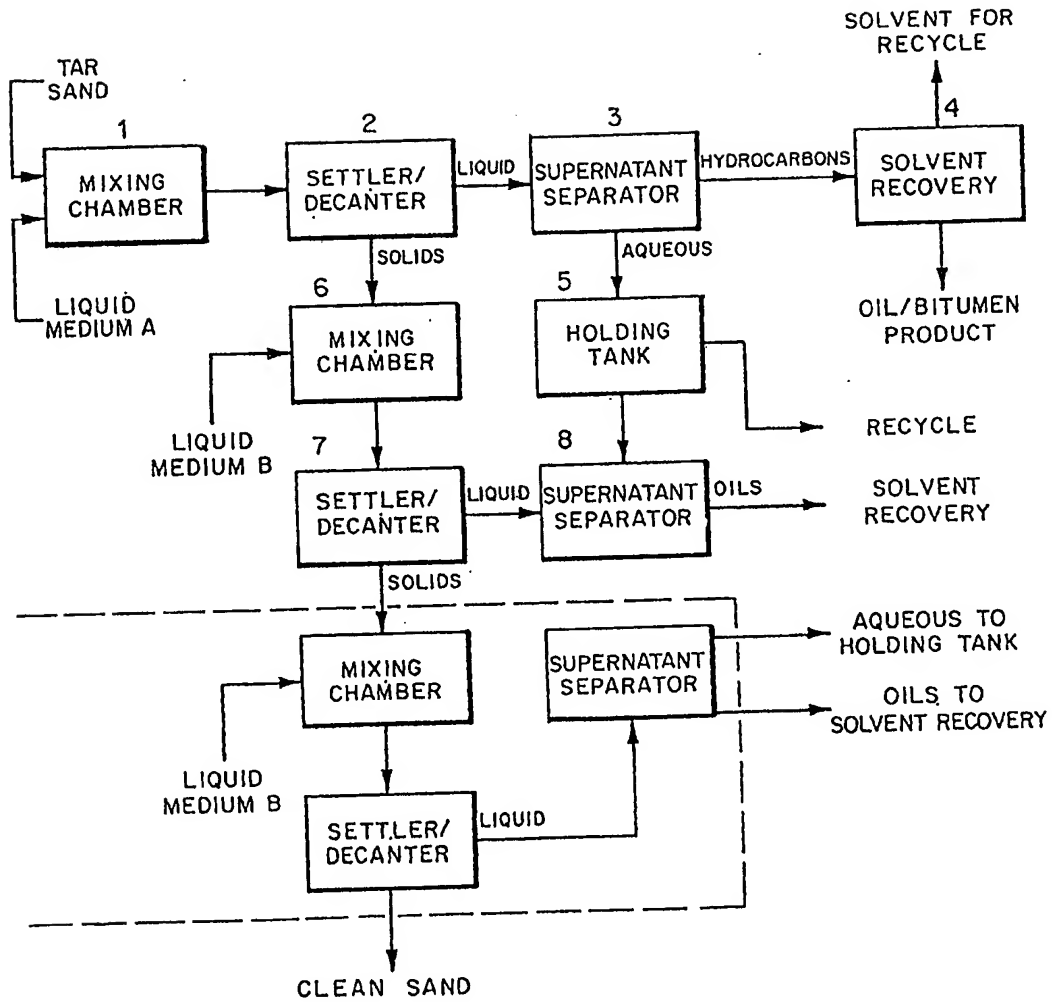 SOLVENT FOR
RECYCLE
TAR
SAND
1
2
3
4
MIXING
CHAMBER
SETTLER/
DECANTER
LIQUID
SUPERNATANT
SEPARATOR
HYDROCARBONS
SOLVENT
RECOVERY
LIQUID
MEDIUM A
SOLIDS
AQUEOUS
OIL/BITUMEN
PRODUCT
6
5
MIXING
CHAMBER
HOLDING
TANK
RECYCLE
LIQUID
MEDIUM B
7
8
SETTLER/
DECANTER
LIQUID
SUPERNATANT
SEPARATOR
OILS
SOLVENT
RECOVERY
SOLIDS
MIXING
CHAMBER
SUPERNATANT
SEPARATOR
AQUEOUS TO
HOLDING TANK
OILS TO
SOLVENT RECOVERY
LIQUID
MEDIUM B
SETTLER/
DECANTER
LIQUID
CLEAN SAND